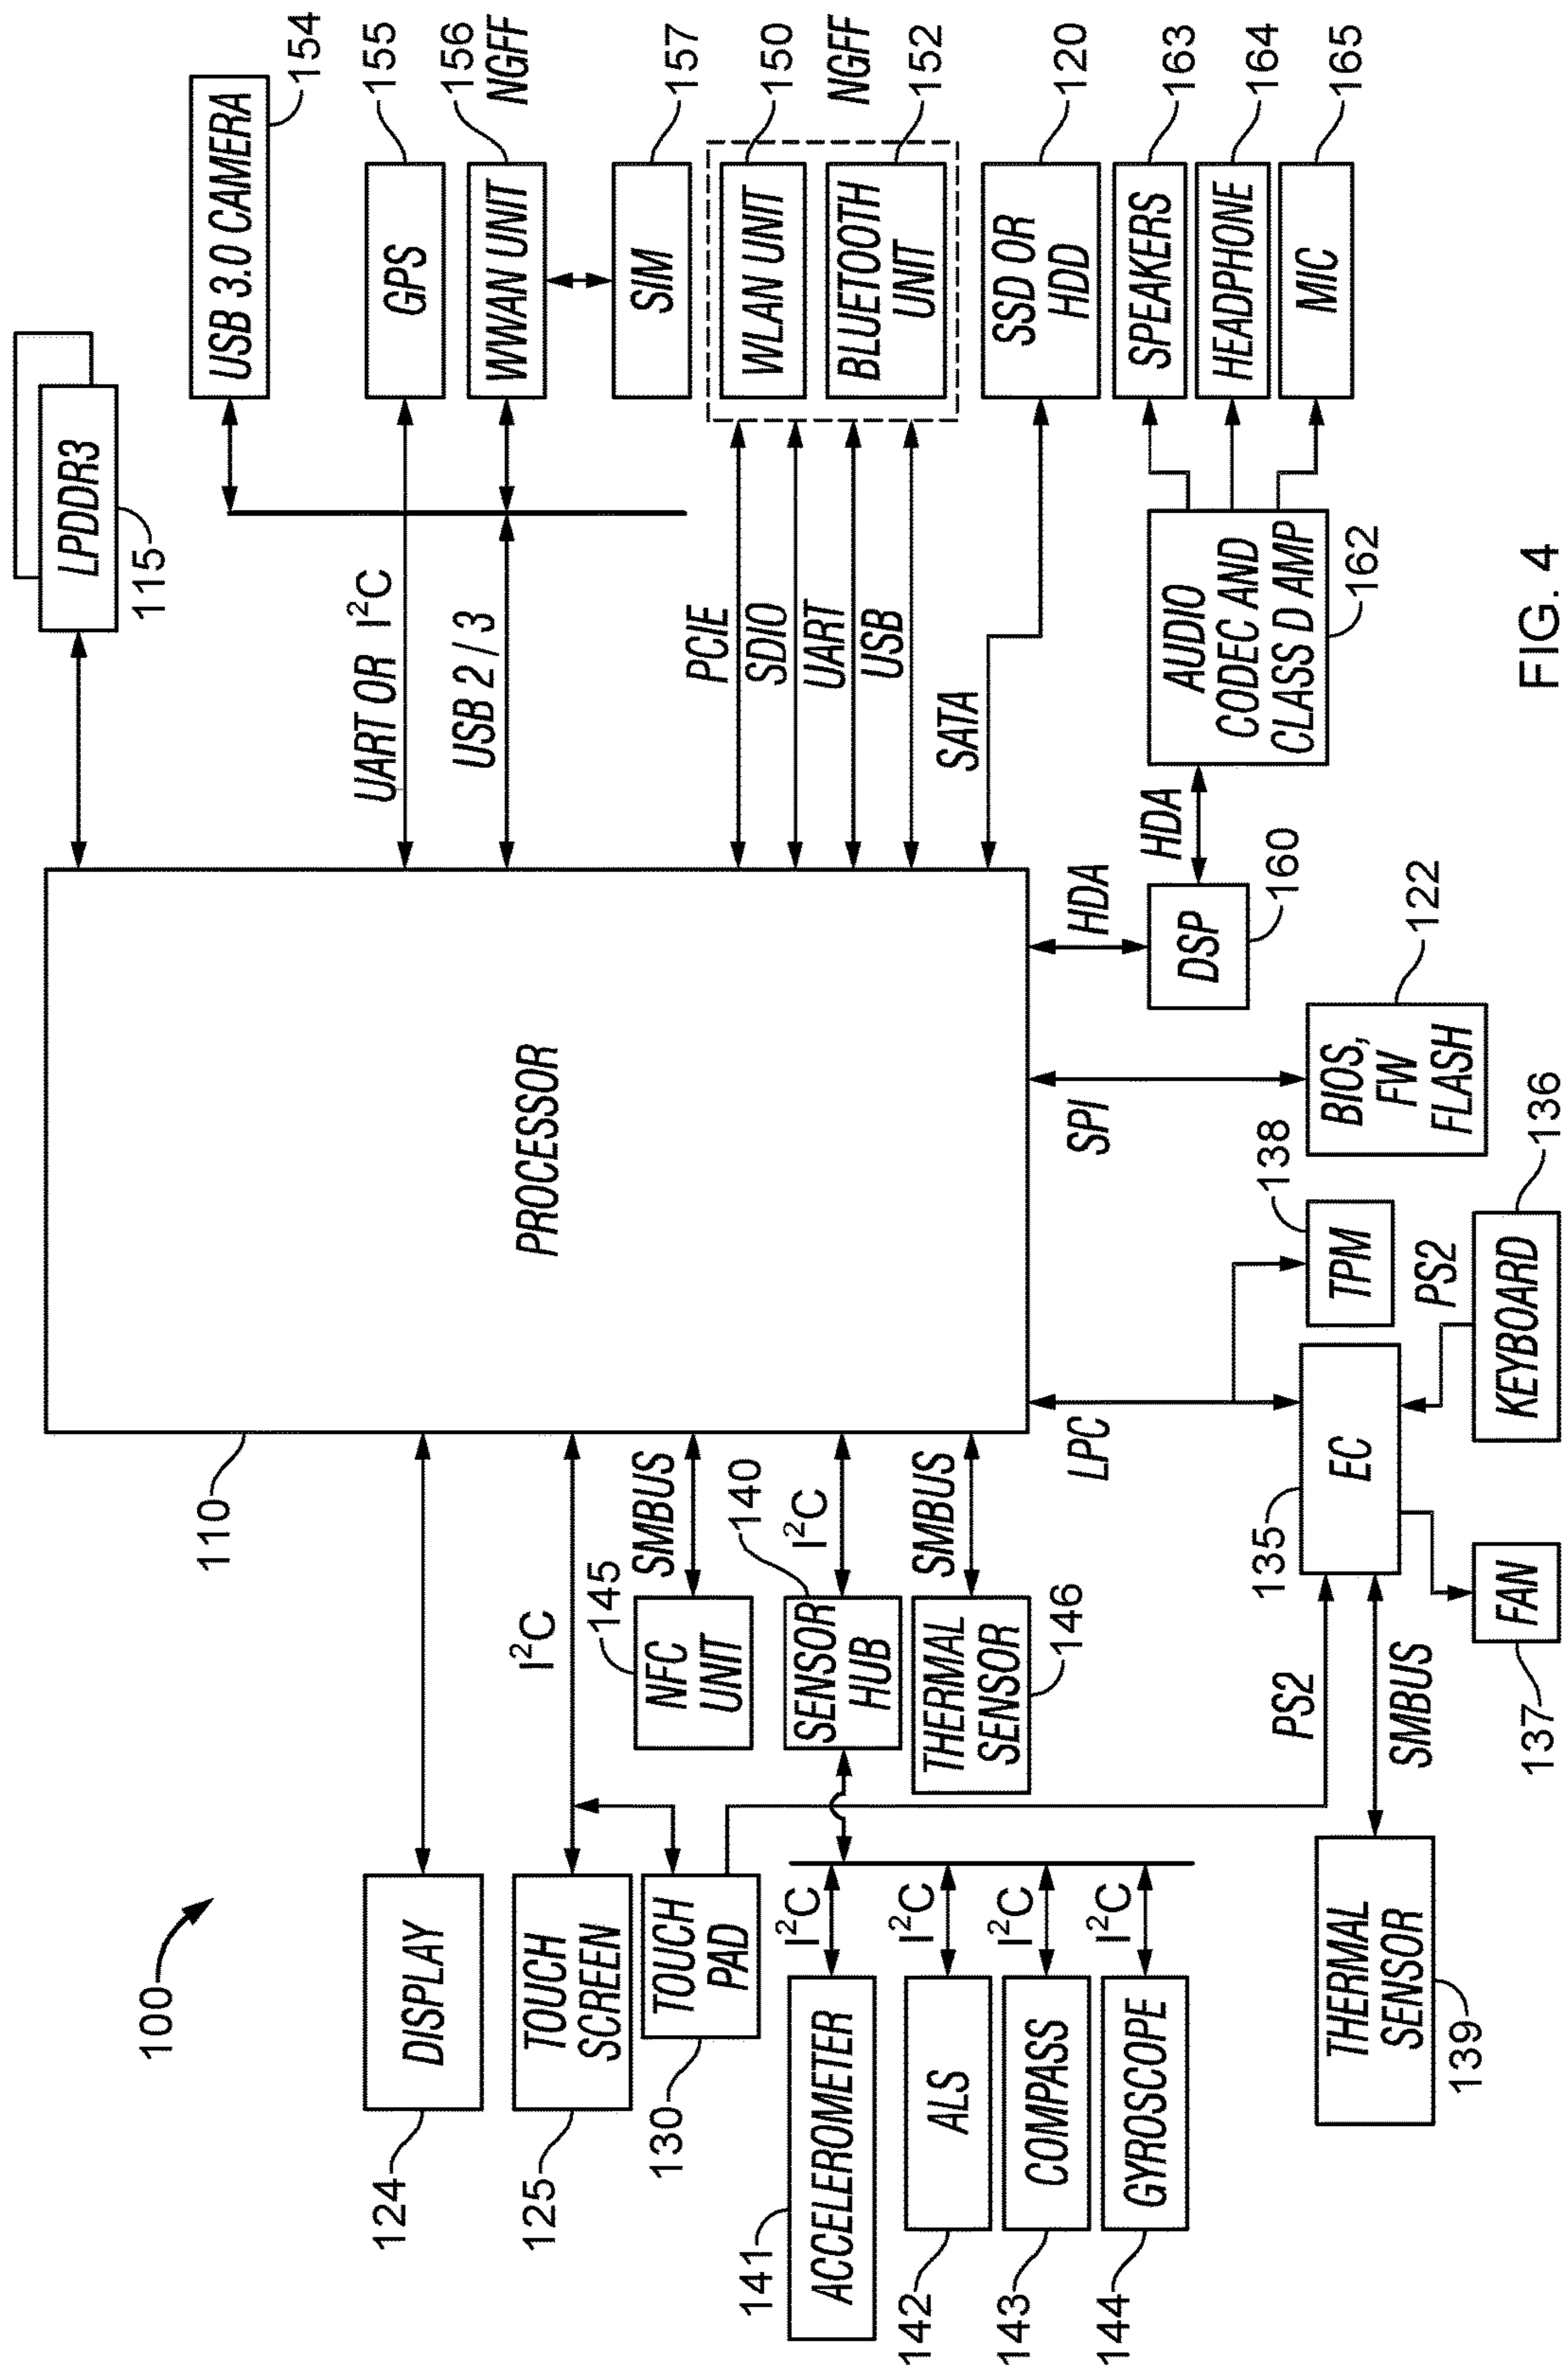 100
124
DISPLAY
125
TOUCH
SCREEN
130
TOUCH
PAD
141
ACCELEROMETER
142
ALS
143
COMPASS
144
GYROSCOPE
I²C
I²C
I²C
I²C
I²C
145
NFC
UNIT
SMBUS
140
SENSOR
HUB
I²C
THERMAL
SENSOR
146
SMBUS
110
PROCESSOR
LPDDR3
115
USB 3.0 CAMERA
154
UART OR I²C
GPS
155
USB 2 / 3
WWAN UNIT
156
NGFF
SIM
157
PCIE
SDIO
UART
USB
WLAN UNIT
150
BLUETOOTH
UNIT
NGFF
152
SATA
SSD OR
HDD
120
HDA
DSP
160
HDA
AUDIO
CODEC AND
CLASS D AMP
162
SPEAKERS
163
HEADPHONE
164
MIC
165
SPI
BIOS,
FW
FLASH
122
LPC
TPM
138
EC
135
PS2
KEYBOARD
136
FAN
137
PS2
SMBUS
THERMAL
SENSOR
139
FIG. 4